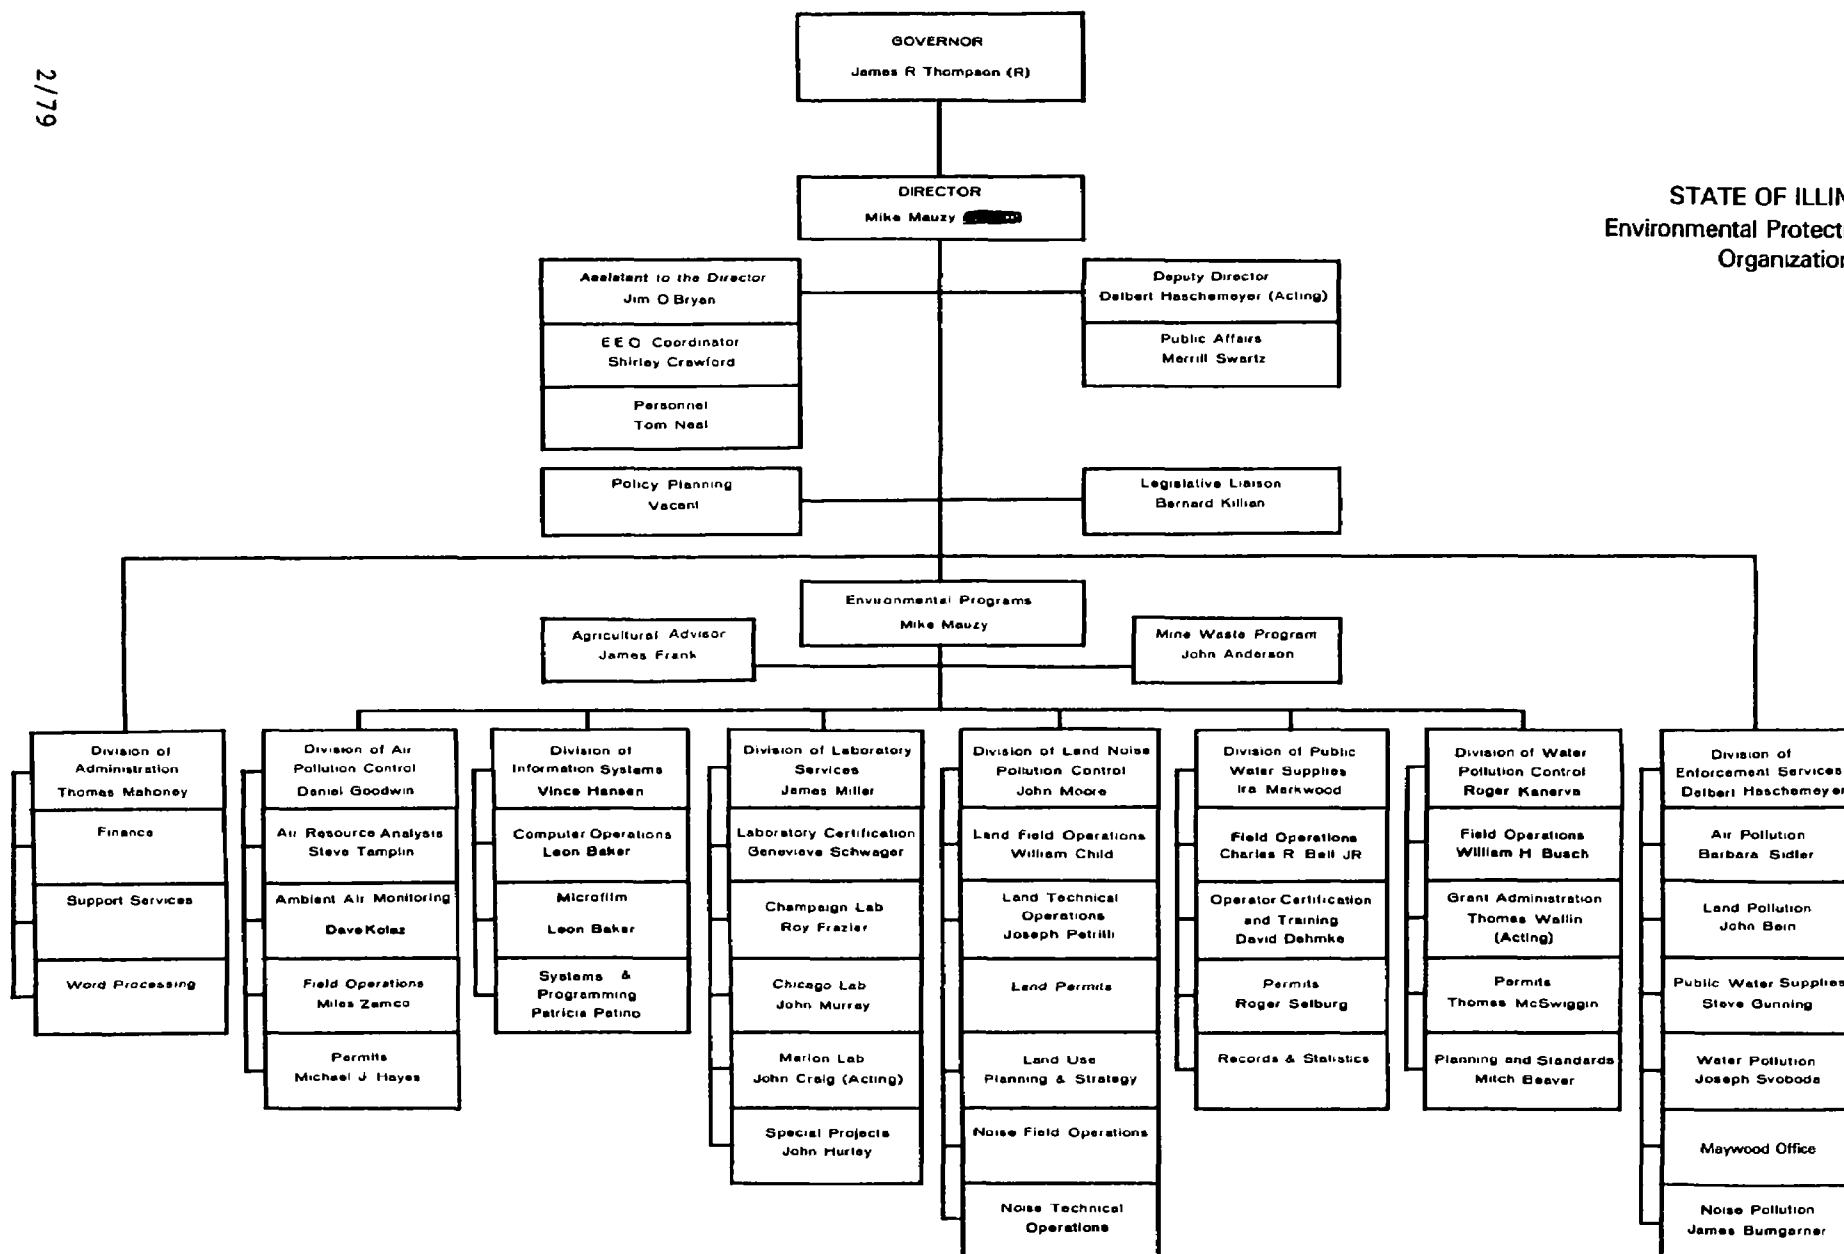 2/79
GOVERNOR
James R Thompson (R)
DIRECTOR
Mike Mauzy
STATE OF ILLIN
Environmental Protect
Organization
Assistant to the Director
Jim O Bryan
EEO Coordinator
Shirley Crawford
Personnel
Tom Neal
Deputy Director
Delbert Haschemeyer (Acting)
Public Affairs
Merrill Swartz
Policy Planning
Vacant
Legislative Liaison
Bernard Killian
Environmental Programs
Mike Mauzy
Agricultural Advisor
James Frank
Mine Waste Program
John Anderson
Division of
Administration
Thomas Mahoney
Finance
Support Services
Word Processing
Division of Air
Pollution Control
Daniel Goodwin
Air Resource Analysis
Steve Tamplin
Ambient Air Monitoring
Dave Kolaz
Field Operations
Miles Zamco
Permits
Michael J Hayes
Division of
Information Systems
Vince Hansen
Computer Operations
Leon Baker
Microfilm
Leon Baker
Systems &
Programming
Patricia Patino
Division of Laboratory
Services
James Miller
Laboratory Certification
Genevieve Schwager
Champaign Lab
Roy Frazier
Chicago Lab
John Murray
Marion Lab
John Craig (Acting)
Special Projects
John Hurley
Division of Land Noise
Pollution Control
John Moore
Land Field Operations
William Child
Land Technical
Operations
Joseph Petrilli
Land Permits
Land Use
Planning & Strategy
Noise Field Operations
Noise Technical
Operations
Division of Public
Water Supplies
Ira Markwood
Field Operations
Charles R Bell JR
Operator Certification
and Training
David Dehmke
Permits
Roger Selburg
Records & Statistics
Division of Water
Pollution Control
Roger Kanerva
Field Operations
William H Busch
Grant Administration
Thomas Wallin
(Acting)
Permits
Thomas McSwiggin
Planning and Standards
Mitch Beaver
Division of
Enforcement Services
Delbert Haschemeyer
Air Pollution
Barbara Sidler
Land Pollution
John Bein
Public Water Supplies
Steve Gunning
Water Pollution
Joseph Svoboda
Maywood Office
Noise Pollution
James Bumgarner